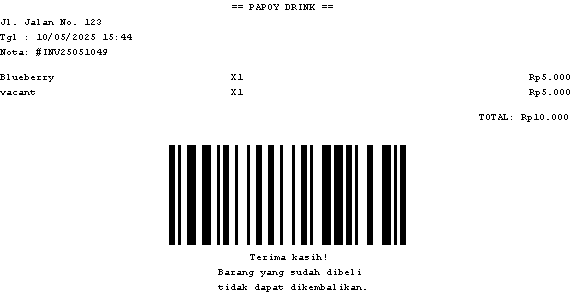 == PAPOY DRINK ==
Jl. Jalan No. 123
Tgl : 10/05/2025 15:44
Nota: #INV25051049
Blueberry X1 Rp5.000
vacant X1 Rp5.000
TOTAL: Rp10.000
Terima kasih!
Barang yang sudah dibeli
tidak dapat dikembalikan.